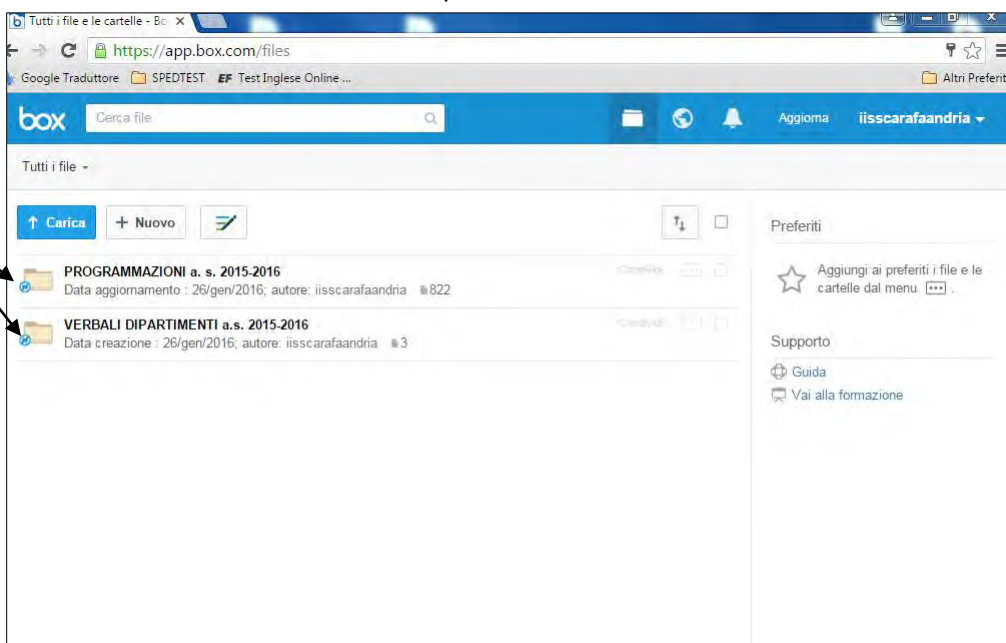 Tutti i file e le cartelle - Bo
https://app.box.com/files
Google Traduttore SPEDTEST EF Test Inglese Online ...
Altri Preferit
box Cerca file Aggiorna iisscarafaandria
Tutti i file
Carica + Nuovo
Preferiti
PROGRAMMAZIONI a. s. 2015-2016
Data aggiornamento : 26/gen/2016; autore: iisscarafaandria 822
Condividi
Aggiungi ai preferiti i file e le
cartelle dal menu ... .
VERBALI DIPARTIMENTI a.s. 2015-2016
Data creazione : 26/gen/2016; autore: iisscarafaandria 3
Condividi
Supporto
Guida
Vai alla formazione